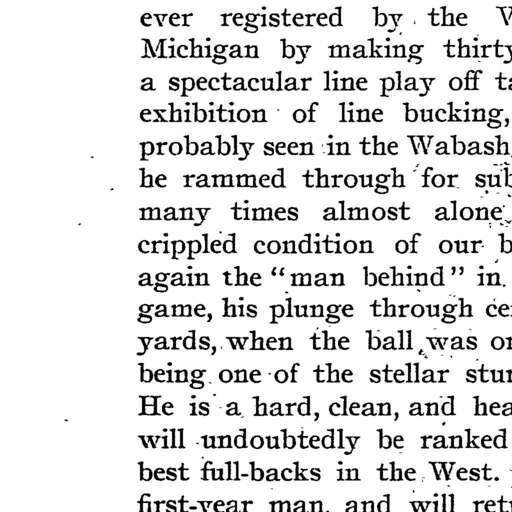 ever registered by the
Michigan by making thirty
a spectacular line play off
exhibition of line bucking,
probably seen in the Wabash
he rammed through for sub
many times almost alone
crippled condition of our b
again the "man behind" in
game, his plunge through cen
yards, when the ball was on
being one of the stellar stun
He is a hard, clean, and hea
will undoubtedly be ranked
best full-backs in the West.
first-year man, and will retu